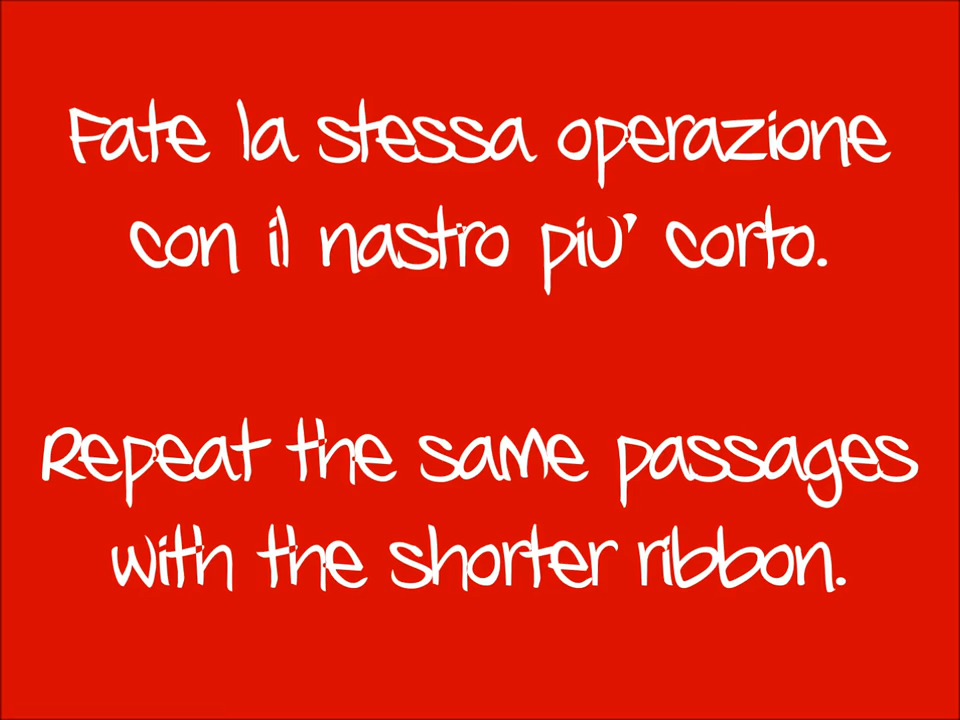 Fate la stessa operazione
con il nastro piu' corto.
Repeat the same passages
with the shorter ribbon.